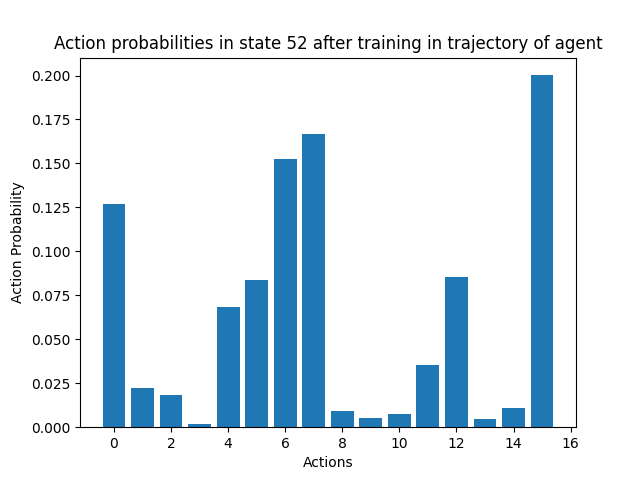 Action probabilities in state 52 after training in trajectory of agent
0.200
0.175
0.150
0.125
0.100
0.075
0.050
0.025
0.000
Action Probability
0 2 4 6 8 10 12 14 16
Actions